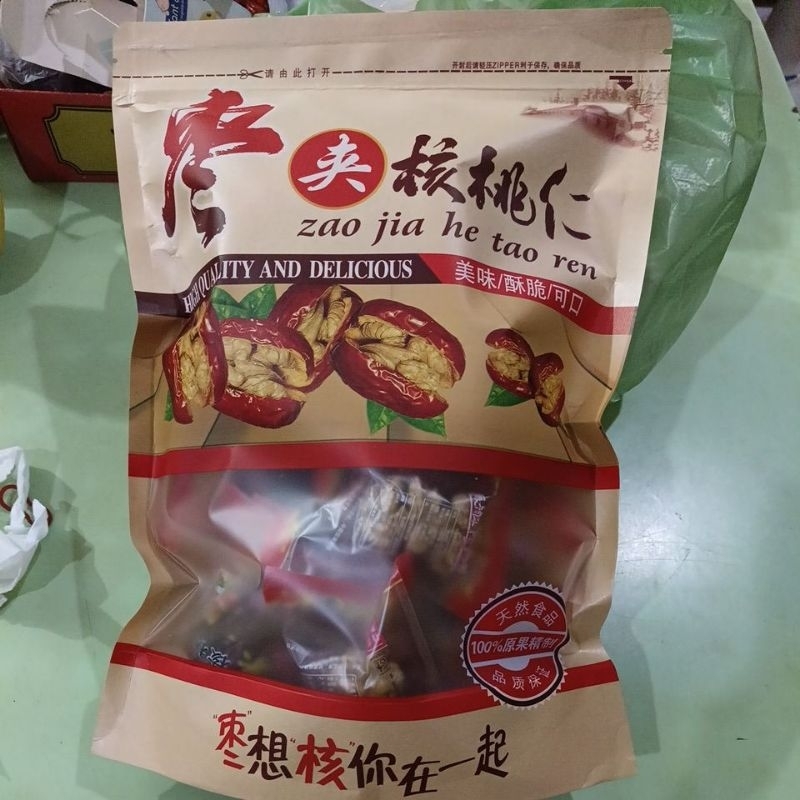 请由此打开
开封后请轻压ZIPPER利于保存，确保品质
枣夹核桃仁
zao jia he tao ren
HIGH QUALITY AND DELICIOUS
美味/酥脆/可口
天然食品
100%原果精制
品质保证
"枣"想"核"你在一起